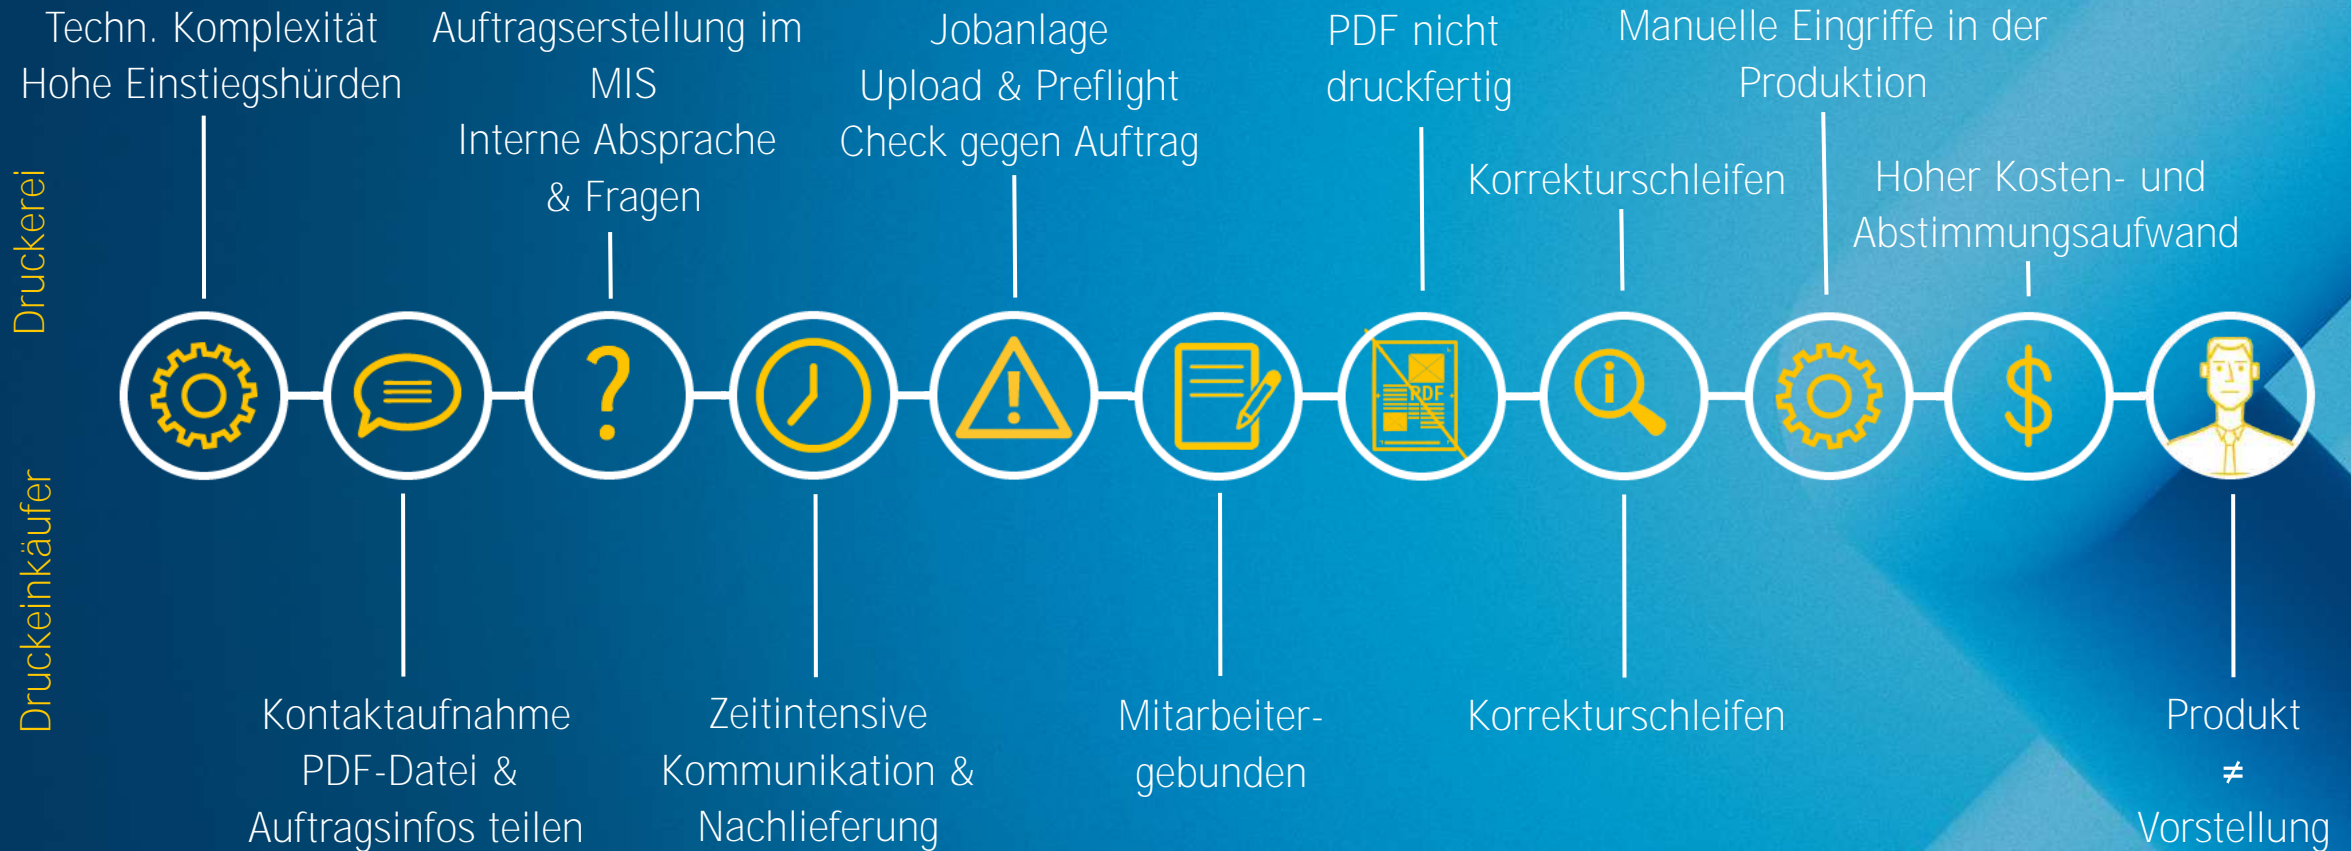 Techn. Komplexität
Hohe Einstiegshürden
Auftragserstellung im
MIS
Interne Absprache
& Fragen
Jobanlage
Upload & Preflight
Check gegen Auftrag
PDF nicht
druckfertig
Korrekturschleifen
Manuelle Eingriffe in der
Produktion
Hoher Kosten- und
Abstimmungsaufwand
Druckerei
?
!
PDF
i
$
Druckeinkäufer
Kontaktaufnahme
PDF-Datei &
Auftragsinfos teilen
Zeitintensive
Kommunikation &
Nachlieferung
Mitarbeiter-
gebunden
Korrekturschleifen
Produkt
≠
Vorstellung